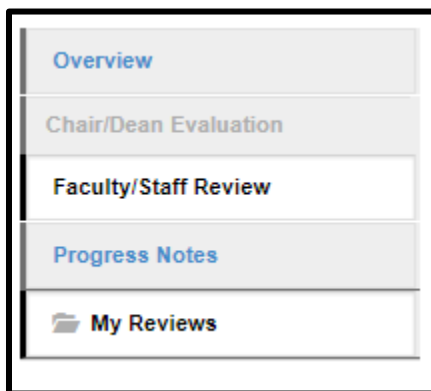 Overview
Chair/Dean Evaluation
Faculty/Staff Review
Progress Notes
My Reviews